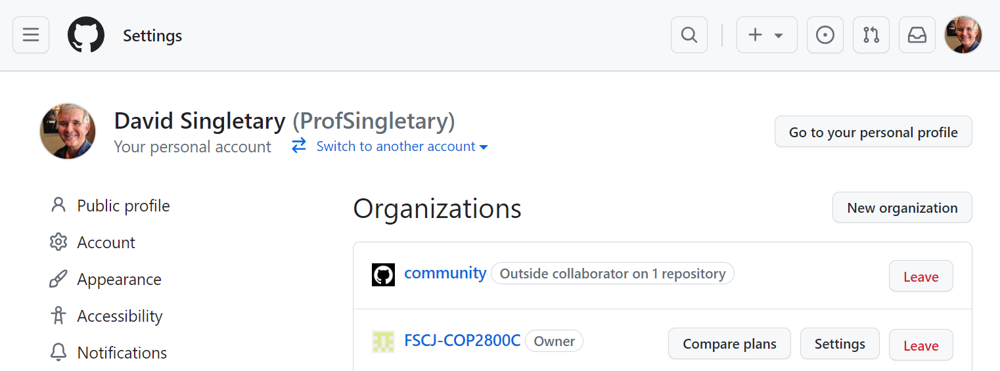 Settings
David Singletary (ProfSingletary)
Your personal account Switch to another account
Go to your personal profile
Public profile
Account
Appearance
Accessibility
Notifications
Organizations
New organization
community Outside collaborator on 1 repository Leave
FSCJ-COP2800C Owner Compare plans Settings Leave